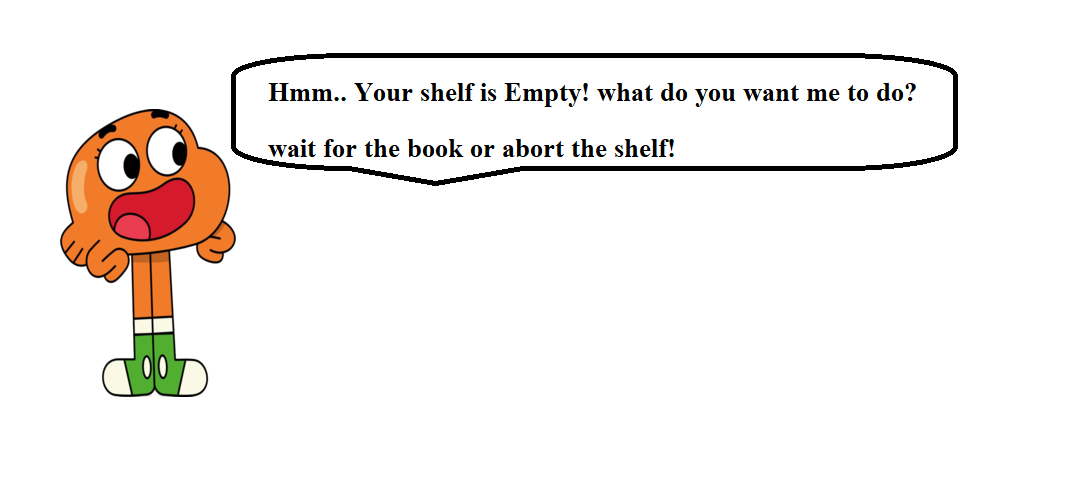 Hmm.. Your shelf is Empty! what do you want me to do?
wait for the book or abort the shelf!